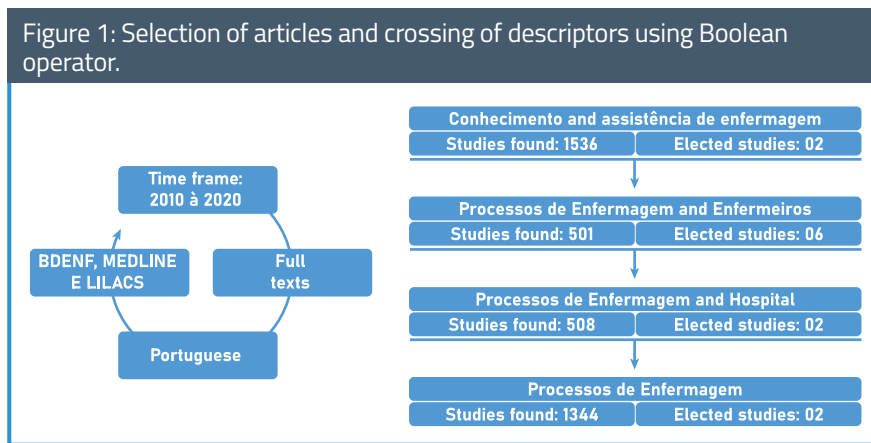 Figure 1: Selection of articles and crossing of descriptors using Boolean
operator.
Time frame:
2010 à 2020
Full
texts
Portuguese
BDENF, MEDLINE
E LILACS
Conhecimento and assistência de enfermagem
Studies found: 1536 Elected studies: 02
Processos de Enfermagem and Enfermeiros
Studies found: 501 Elected studies: 06
Processos de Enfermagem and Hospital
Studies found: 508 Elected studies: 02
Processos de Enfermagem
Studies found: 1344 Elected studies: 02